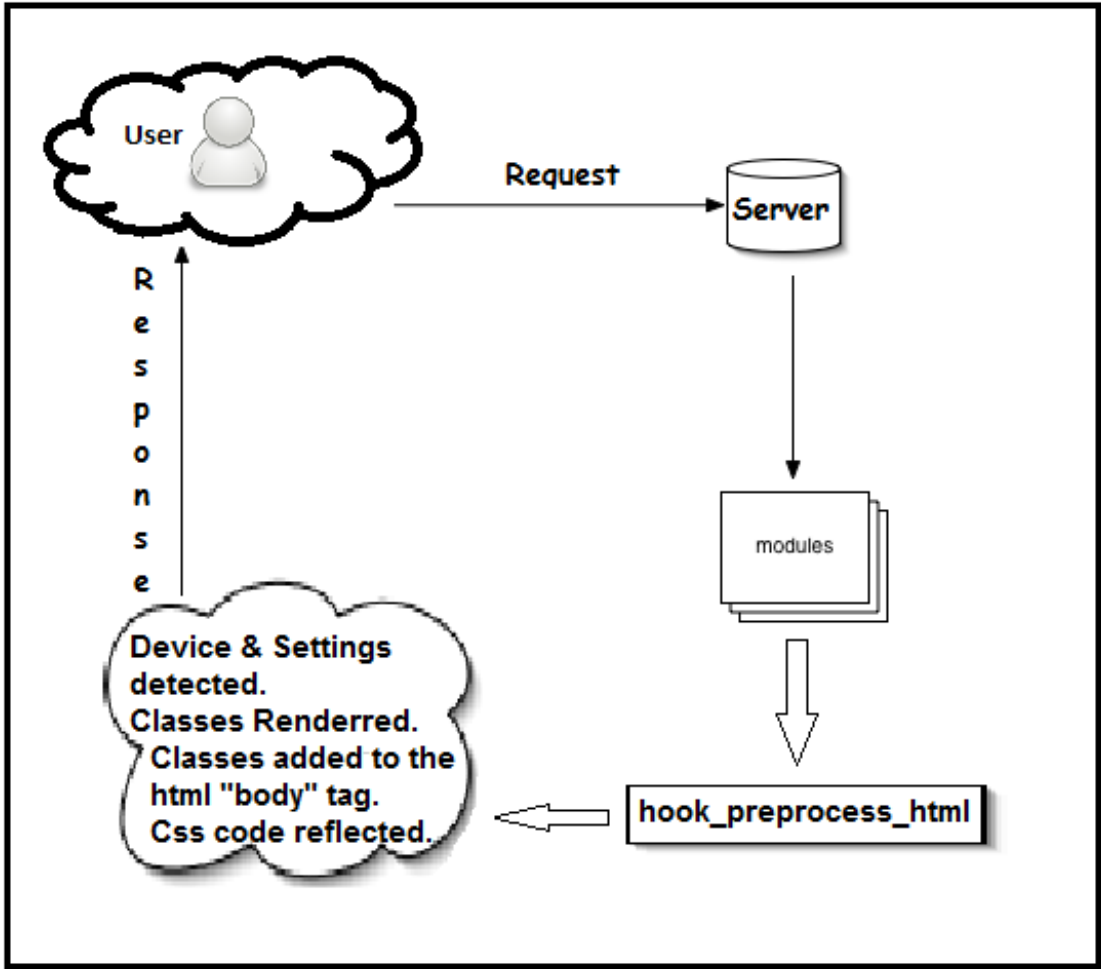 User
Request
Server
Response
modules
Device & Settings
detected.
Classes Renderred.
Classes added to the
html "body" tag.
Css code reflected.
hook_preprocess_html